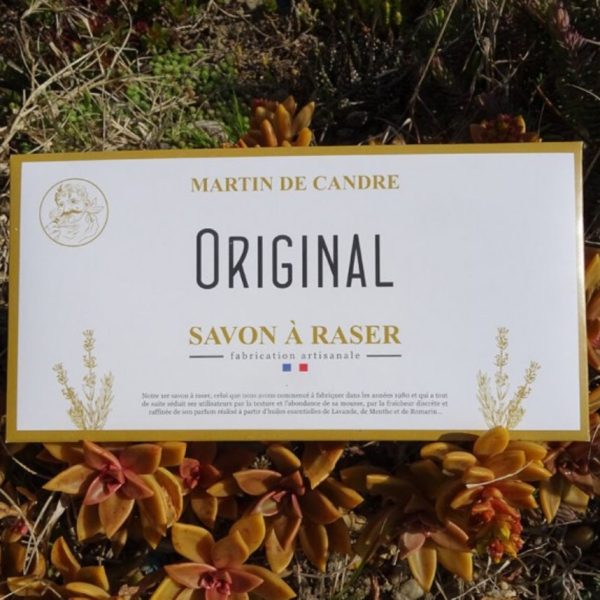 MARTIN DE CANDRE
ORIGINAL
SAVON À RASER
fabrication artisanale
Notre 1er savon à raser, celui que nous avons commencé à fabriquer dans les années 1980 et qui a tout
de suite séduit ses utilisateurs par la texture et l'abondance de sa mousse, par la fraîcheur discrète et
raffinée de son parfum réalisé à partir d'huiles essentielles de Lavande, de Menthe et de Romarin...